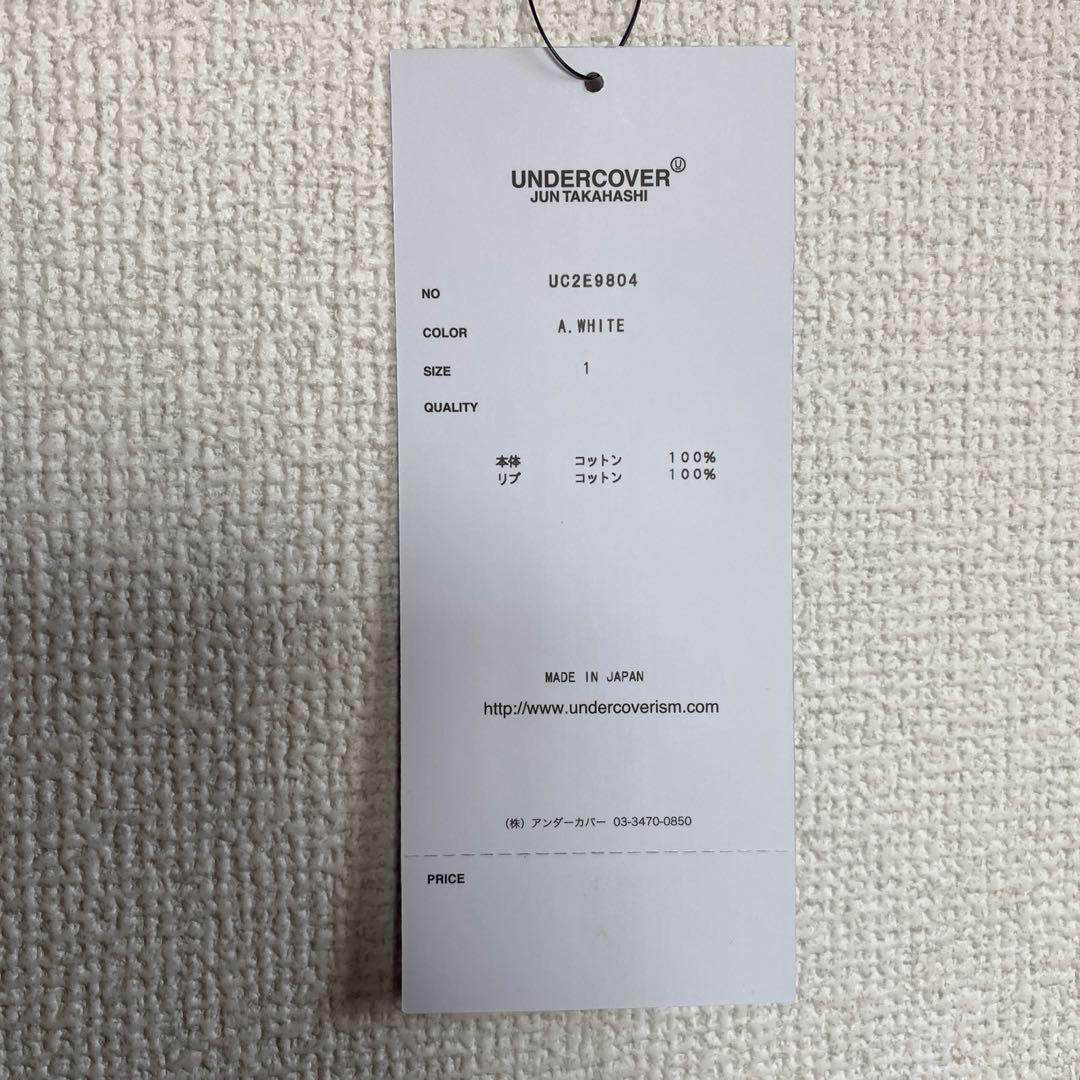 UNDERCOVER Ⓤ
JUN TAKAHASHI
NO UC2E9804
COLOR A.WHITE
SIZE 1
QUALITY
本体 コットン 100%
リブ コットン 100%
MADE IN JAPAN
http://www.undercoverism.com
(株) アンダーカバー 03-3470-0850
PRICE